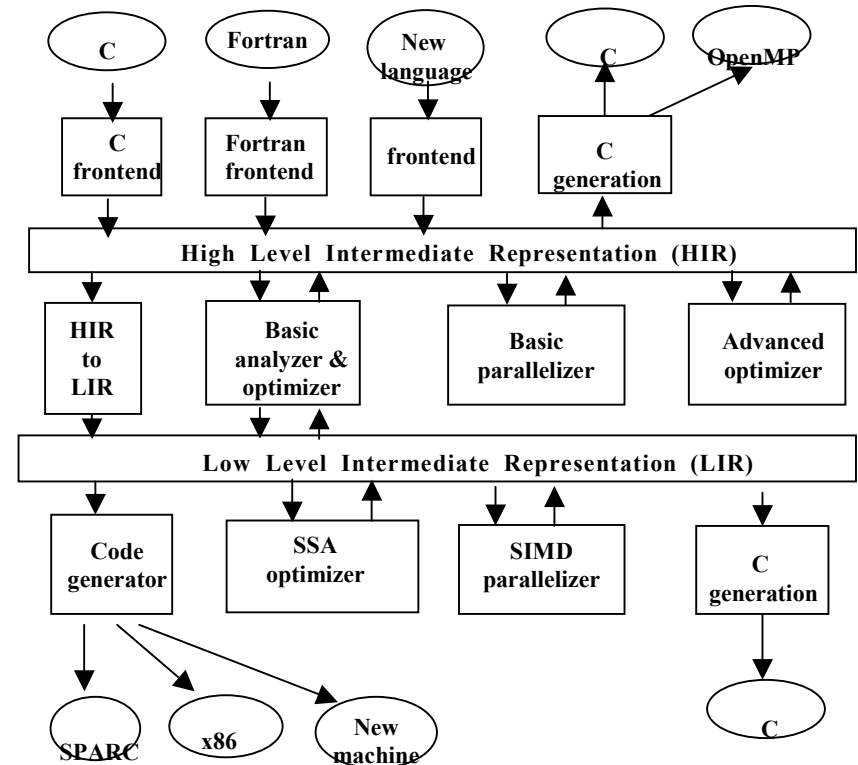 C
Fortran
New
language
C
OpenMP
C
frontend
Fortran
frontend
frontend
C
generation
High Level Intermediate Representation (HIR)
HIR
to
LIR
Basic
analyzer &
optimizer
Basic
parallelizer
Advanced
optimizer
Low Level Intermediate Representation (LIR)
Code
generator
SSA
optimizer
SIMD
parallelizer
C
generation
SPARC
x86
New
machine
C